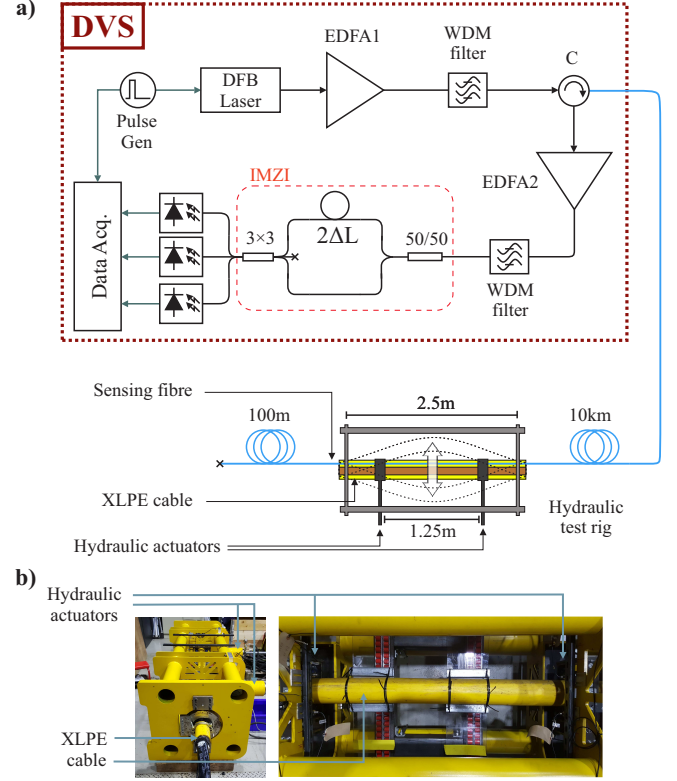 a)
DVS
EDFA1
WDM
filter
C
DFB
Laser
Pulse
Gen
EDFA2
IMZI
Data Acq.
3×3
2ΔL
50/50
WDM
filter
Sensing fibre
100m
2.5m
10km
XLPE cable
Hydraulic
test rig
1.25m
Hydraulic actuators
b)
Hydraulic
actuators
XLPE
cable